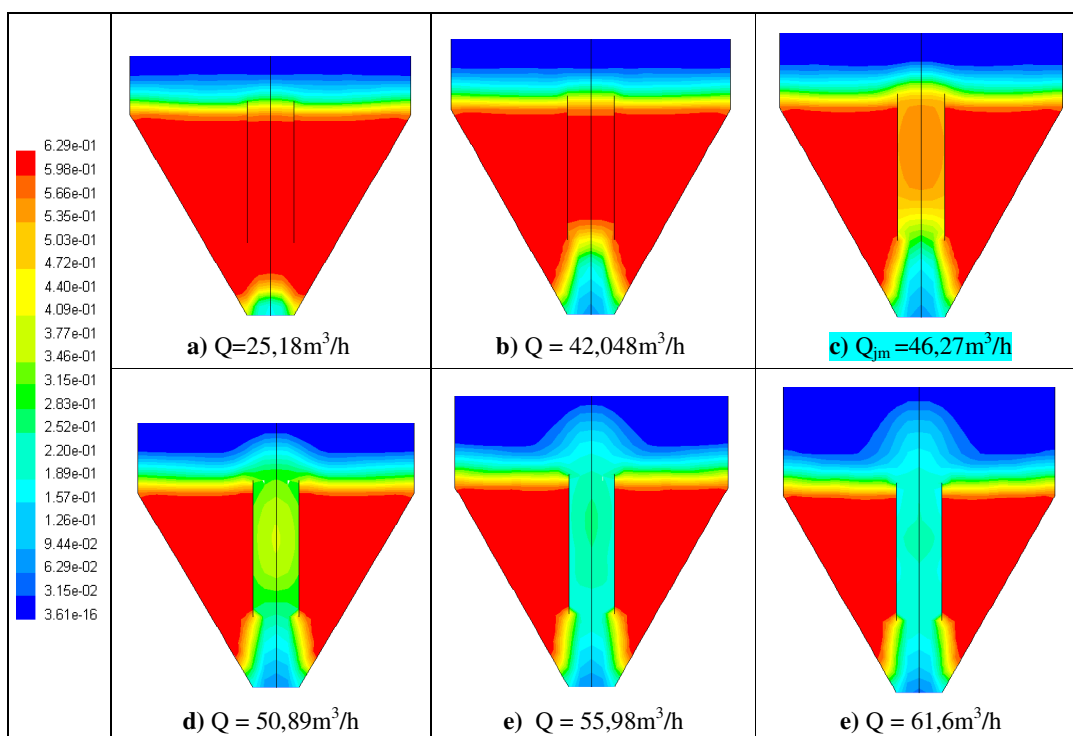 6.29e-01
5.98e-01
5.66e-01
5.35e-01
5.03e-01
4.72e-01
4.40e-01
4.09e-01
3.77e-01
3.46e-01
3.15e-01
2.83e-01
2.52e-01
2.20e-01
1.89e-01
1.57e-01
1.26e-01
9.44e-02
6.29e-02
3.15e-02
3.61e-16
a) Q=25,18m³/h
b) Q = 42,048m³/h
c) Qjm =46,27m³/h
d) Q = 50,89m³/h
e) Q = 55,98m³/h
e) Q = 61,6m³/h